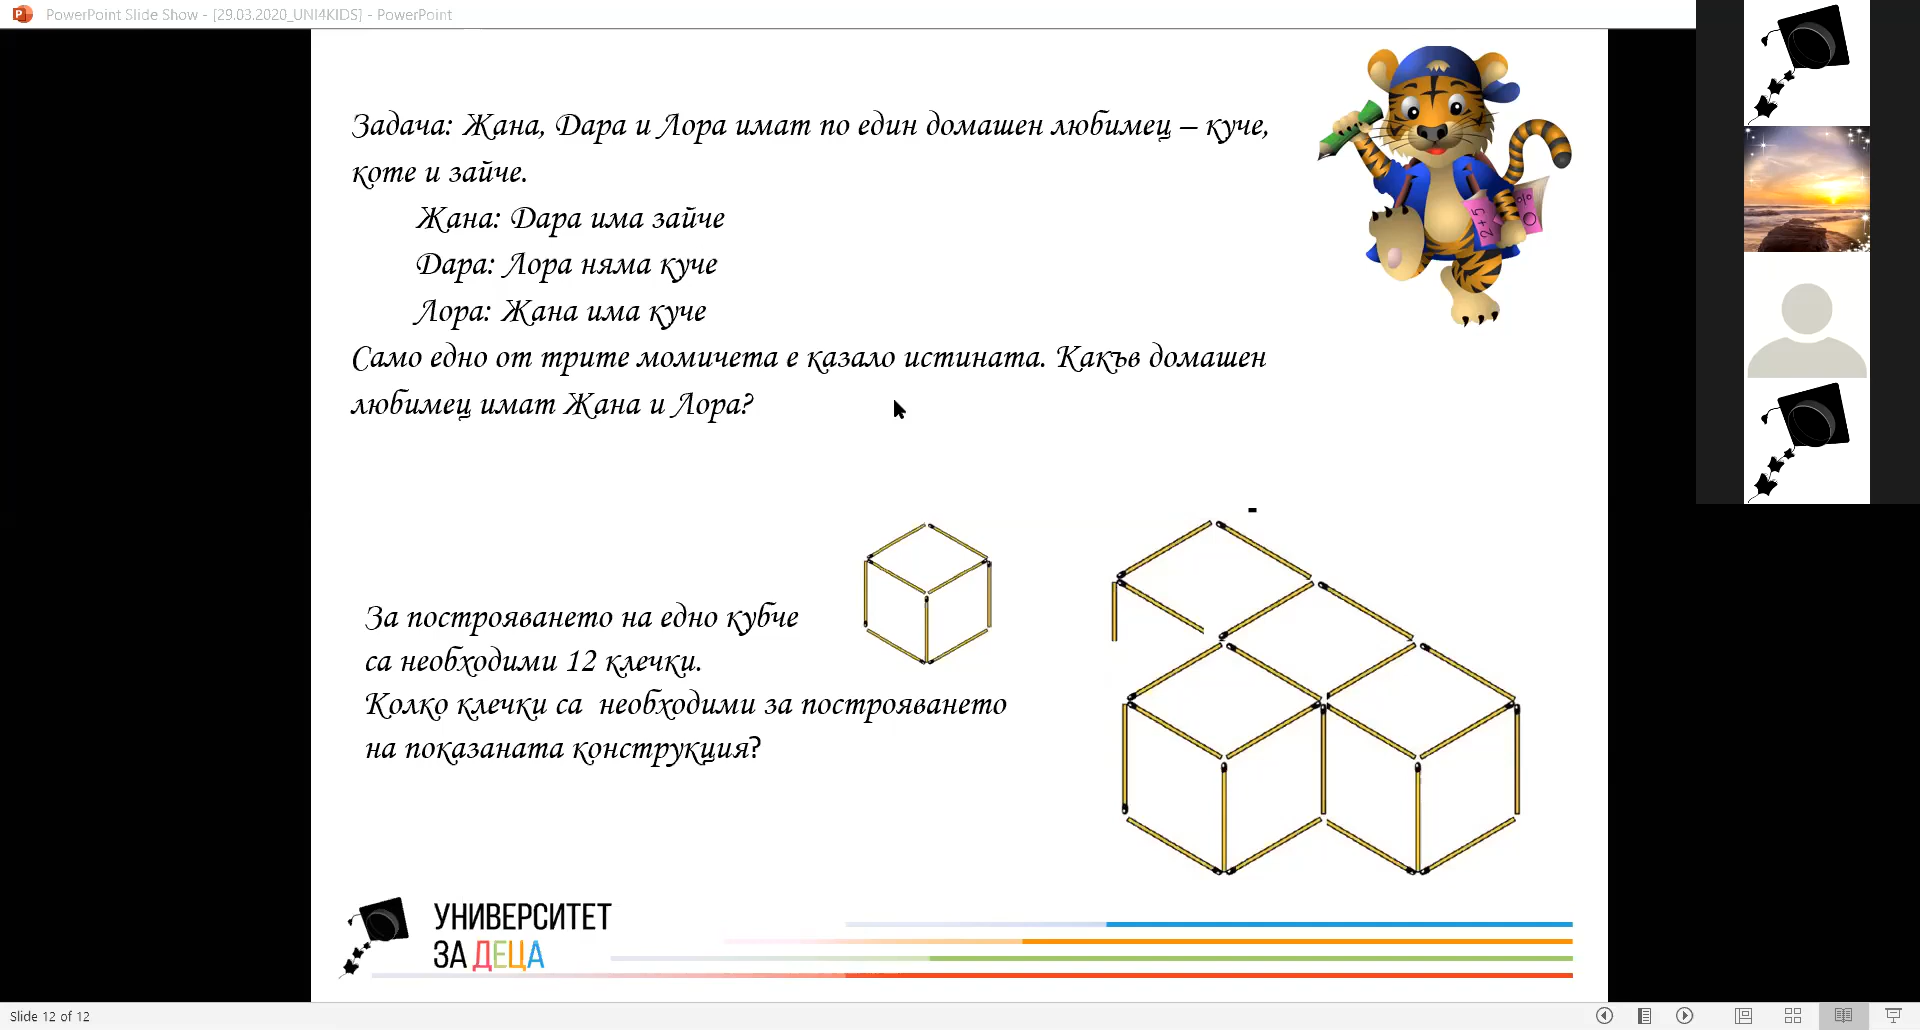 PowerPoint Slide Show - [29.03.2020_UNI4KIDS] - PowerPoint
Задача: Жана, Дара и Лора имат по един домашен любимец – куче,
коте и зайче.
Жана: Дара има зайче
Дара: Лора няма куче
Лора: Жана има куче
Само едно от трите момичета е казало истината. Какъв домашен
любимец имат Жана и Лора?
2+5
%
За построяването на едно кубче
са необходими 12 клечки.
Колко клечки са необходими за построяването
на показаната конструкция?
УНИВЕРСИТЕТ
ЗА ДЕЦА
Slide 12 of 12